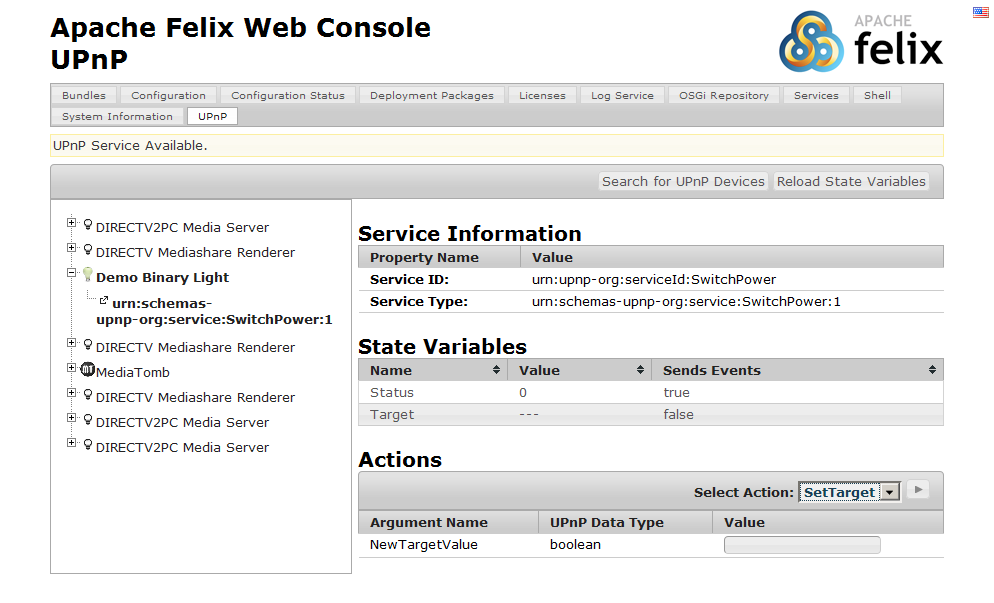 Apache Felix Web Console
UPnP
APACHE
felix
Bundles Configuration Configuration Status Deployment Packages Licenses Log Service OSGi Repository Services Shell
System Information UPnP
UPnP Service Available.
Search for UPnP Devices Reload State Variables
DIRECTV2PC Media Server
DIRECTV Mediashare Renderer
Demo Binary Light
urn:schemas-
upnp-org:service:SwitchPower:1
DIRECTV Mediashare Renderer
MediaTomb
DIRECTV Mediashare Renderer
DIRECTV2PC Media Server
DIRECTV2PC Media Server
Service Information
Property Name Value
Service ID: urn:upnp-org:serviceId:SwitchPower
Service Type: urn:schemas-upnp-org:service:SwitchPower:1
State Variables
Name Value Sends Events
Status 0 true
Target --- false
Actions
Select Action: SetTarget
Argument Name UPnP Data Type Value
NewTargetValue boolean